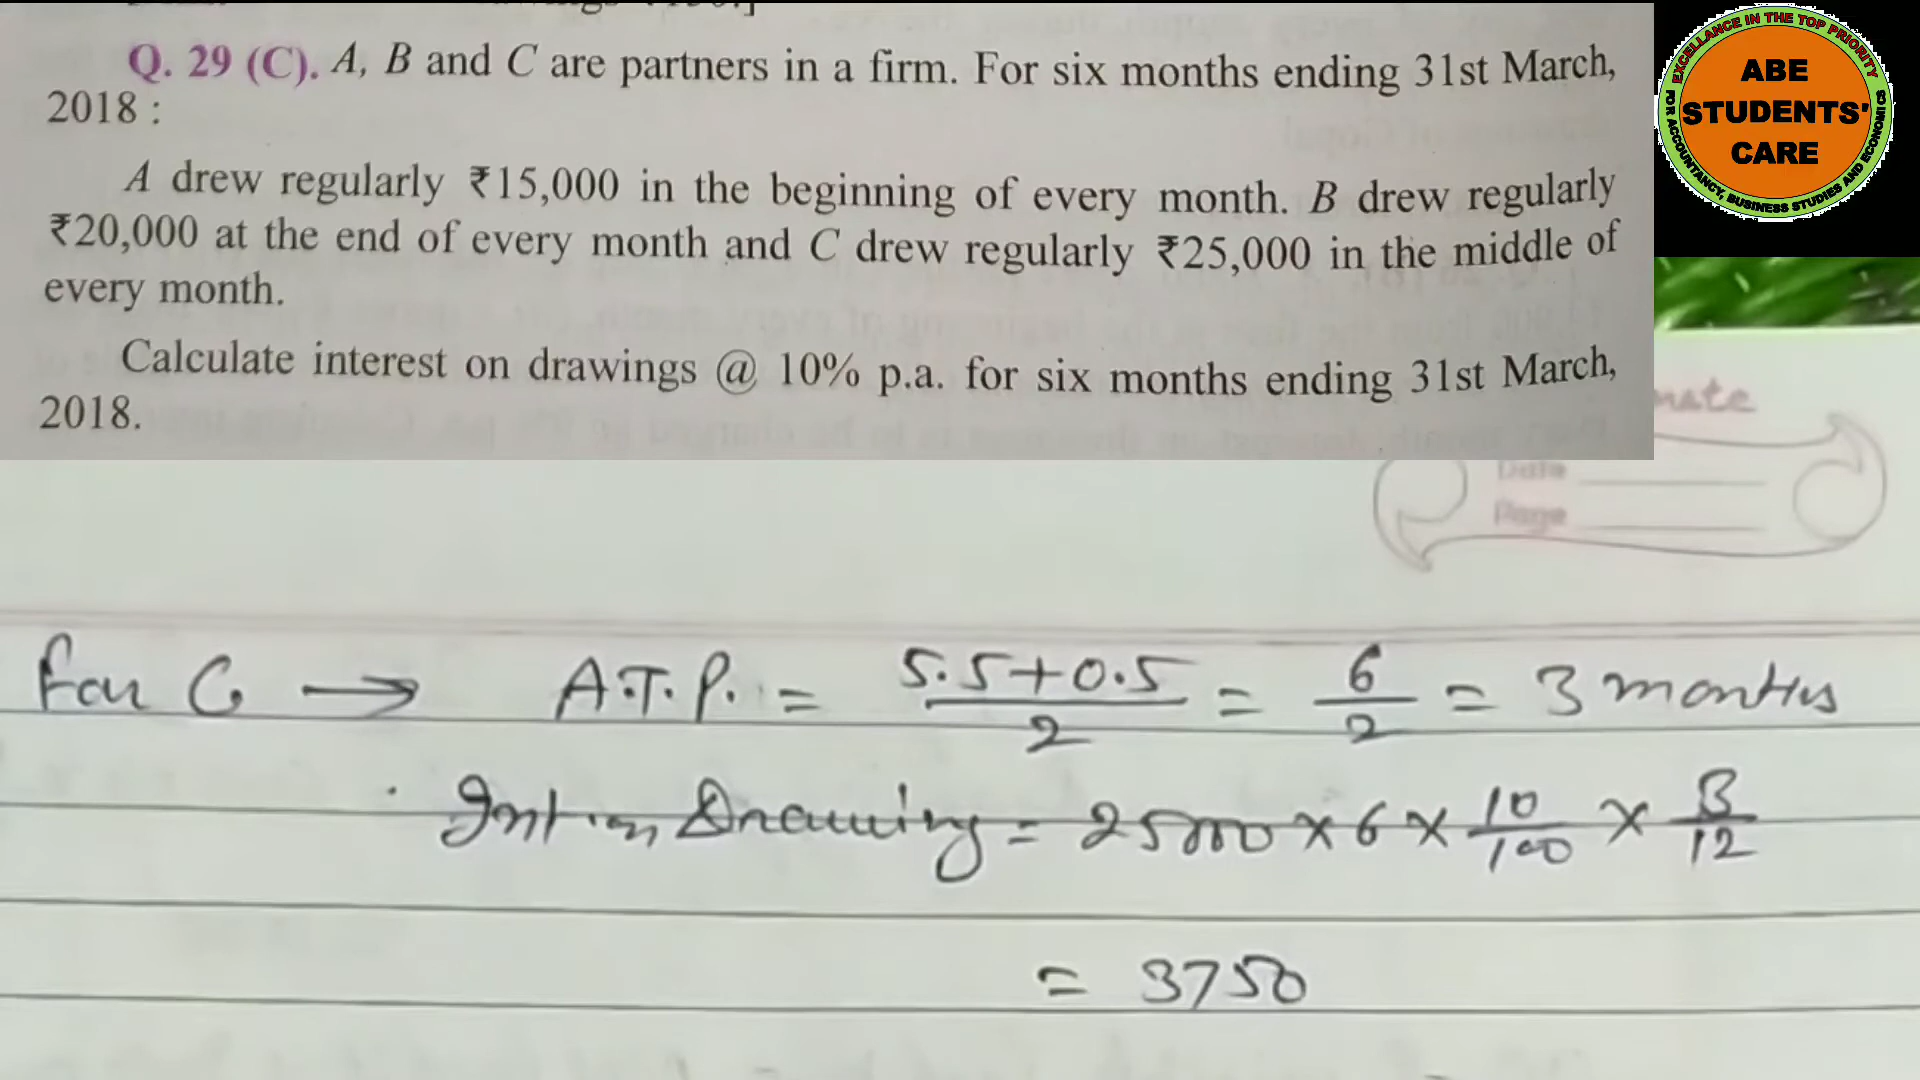 Q. 29 (C). A, B and C are partners in a firm. For six months ending 31st March,
2018 :
A drew regularly ₹15,000 in the beginning of every month. B drew regularly
₹20,000 at the end of every month and C drew regularly ₹25,000 in the middle of
every month.
Calculate interest on drawings @ 10% p.a. for six months ending 31st March,
2018.
EXCELLANCE IN THE TOP PRIORITY
ABE
STUDENTS'
CARE
FOR ACCOUNTANCY, BUSINESS STUDIES AND ECONOMICS
Date
Page
For C → A.T.P. = 5.5+0.5/2 = 6/2 = 3 months
Int on Drawing = 25000 × 6 × 10/100 × 3/12
= 3750